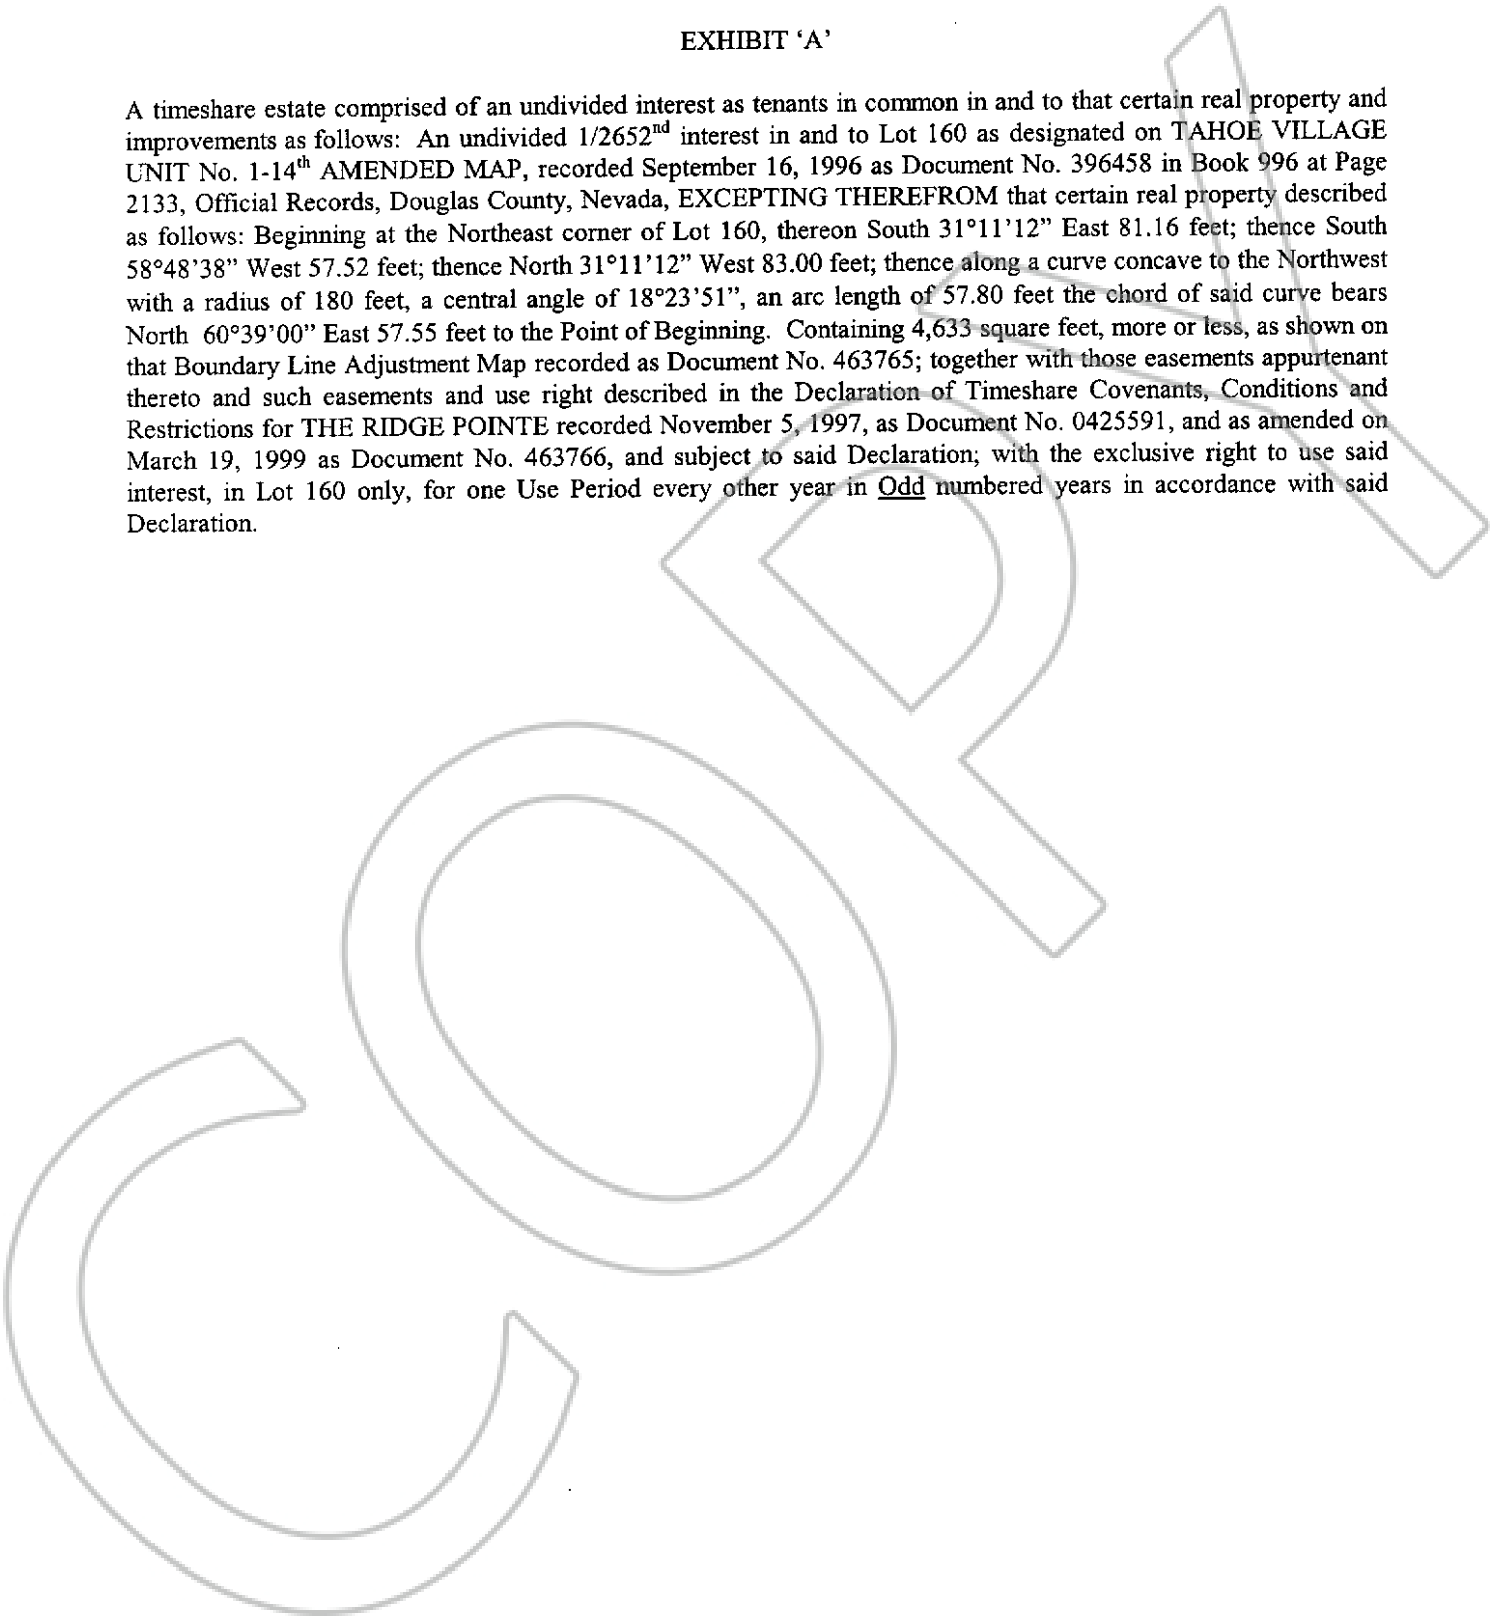 EXHIBIT ‘A’
A timeshare estate comprised of an undivided interest as tenants in common in and to that certain real property and
improvements as follows: An undivided 1/2652nd interest in and to Lot 160 as designated on TAHOE VILLAGE
UNIT No. 1-14th AMENDED MAP, recorded September 16, 1996 as Document No. 396458 in Book 996 at Page
2133, Official Records, Douglas County, Nevada, EXCEPTING THEREFROM that certain real property described
as follows: Beginning at the Northeast corner of Lot 160, thereon South 31°11’12” East 81.16 feet; thence South
58°48’38” West 57.52 feet; thence North 31°11’12” West 83.00 feet; thence along a curve concave to the Northwest
with a radius of 180 feet, a central angle of 18°23’51”, an arc length of 57.80 feet the chord of said curve bears
North 60°39’00” East 57.55 feet to the Point of Beginning. Containing 4,633 square feet, more or less, as shown on
that Boundary Line Adjustment Map recorded as Document No. 463765; together with those easements appurtenant
thereto and such easements and use right described in the Declaration of Timeshare Covenants, Conditions and
Restrictions for THE RIDGE POINTE recorded November 5, 1997, as Document No. 0425591, and as amended on
March 19, 1999 as Document No. 463766, and subject to said Declaration; with the exclusive right to use said
interest, in Lot 160 only, for one Use Period every other year in Odd numbered years in accordance with said
Declaration.
COPY